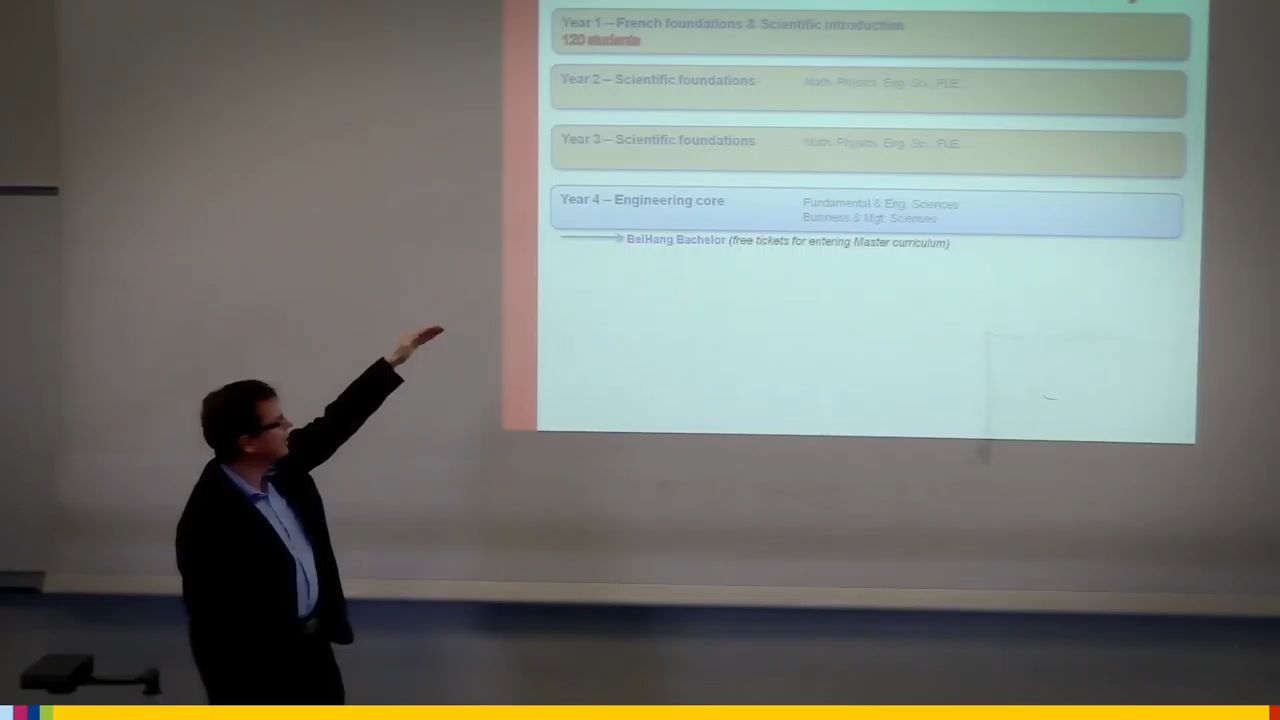 Year 1 – French foundations & Scientific introduction
120 students
Year 2 – Scientific foundations Math. Physics. Eng. Sci., FLE...
Year 3 – Scientific foundations Math. Physics. Eng. Sci., FLE...
Year 4 – Engineering core Fundamental & Eng. Sciences
Business & Mgt. Sciences
BeiHang Bachelor (free tickets for entering Master curriculum)